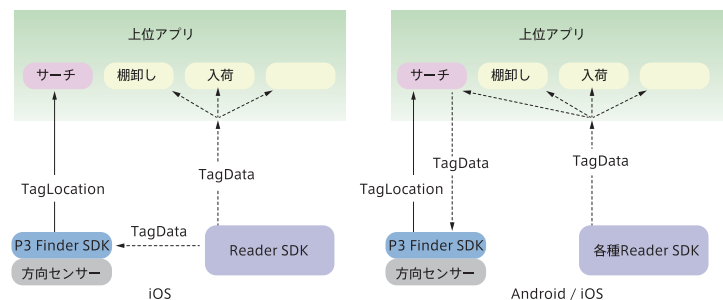 上位アプリ
サーチ
棚卸し
入荷
TagData
TagLocation
TagData
P3 Finder SDK
Reader SDK
方向センサー
iOS
上位アプリ
サーチ
棚卸し
入荷
TagData
TagData
TagLocation
P3 Finder SDK
各種Reader SDK
方向センサー
Android / iOS